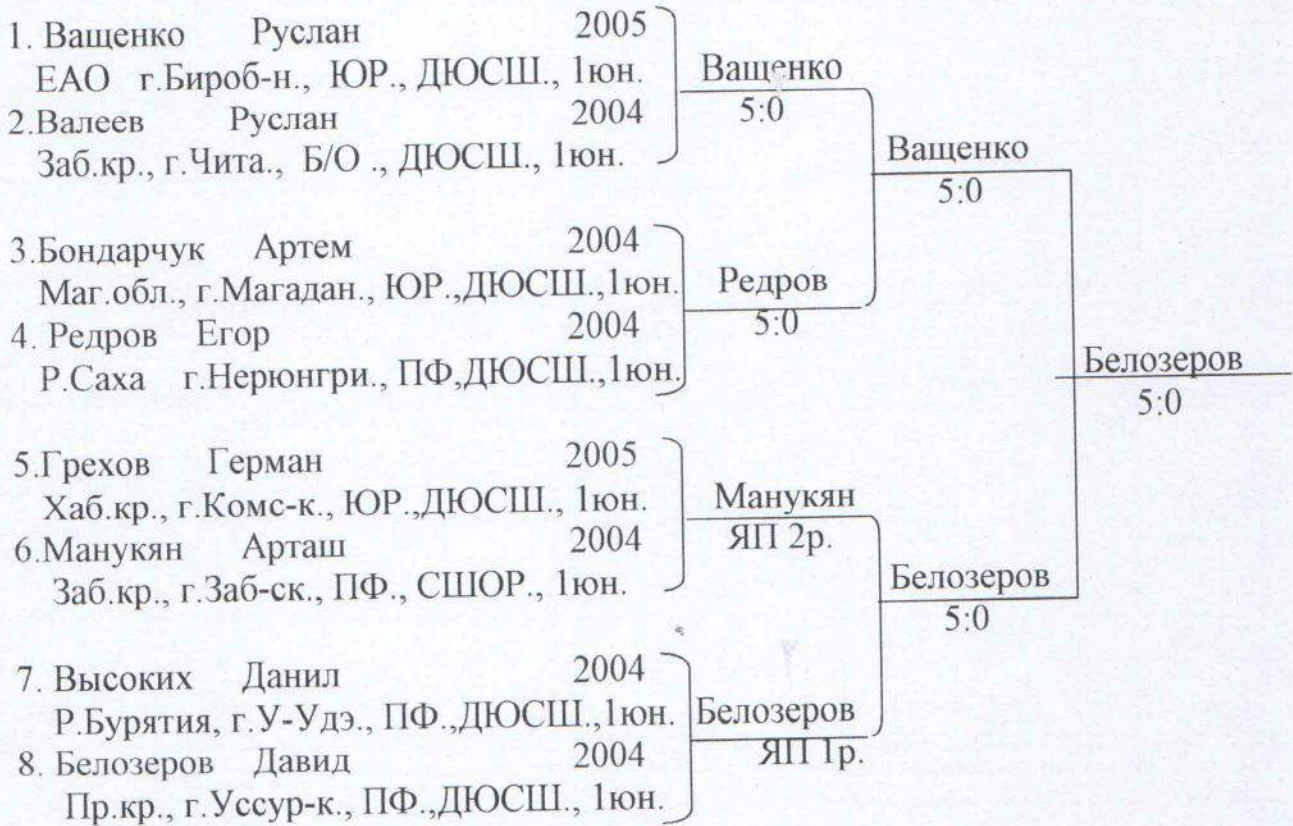 1. Ващенко Руслан 2005
ЕАО г.Бироб-н., ЮР., ДЮСШ., 1юн.
2.Валеев Руслан 2004
Заб.кр., г.Чита., Б/О ., ДЮСШ., 1юн.
Ващенко
5:0
3.Бондарчук Артем 2004
Маг.обл., г.Магадан., ЮР.,ДЮСШ.,1юн.
4. Редров Егор 2004
Р.Саха г.Нерюнгри., ПФ,ДЮСШ.,1юн.
Редров
5:0
Ващенко
5:0
5.Грехов Герман 2005
Хаб.кр., г.Комс-к., ЮР.,ДЮСШ., 1юн.
6.Манукян Арташ 2004
Заб.кр., г.Заб-ск., ПФ., СШОР., 1юн.
Манукян
ЯП 2р.
7. Высоких Данил 2004
Р.Бурятия, г.У-Удэ., ПФ.,ДЮСШ.,1юн.
8. Белозеров Давид 2004
Пр.кр., г.Уссур-к., ПФ.,ДЮСШ., 1юн.
Белозеров
ЯП 1р.
Белозеров
5:0
Белозеров
5:0